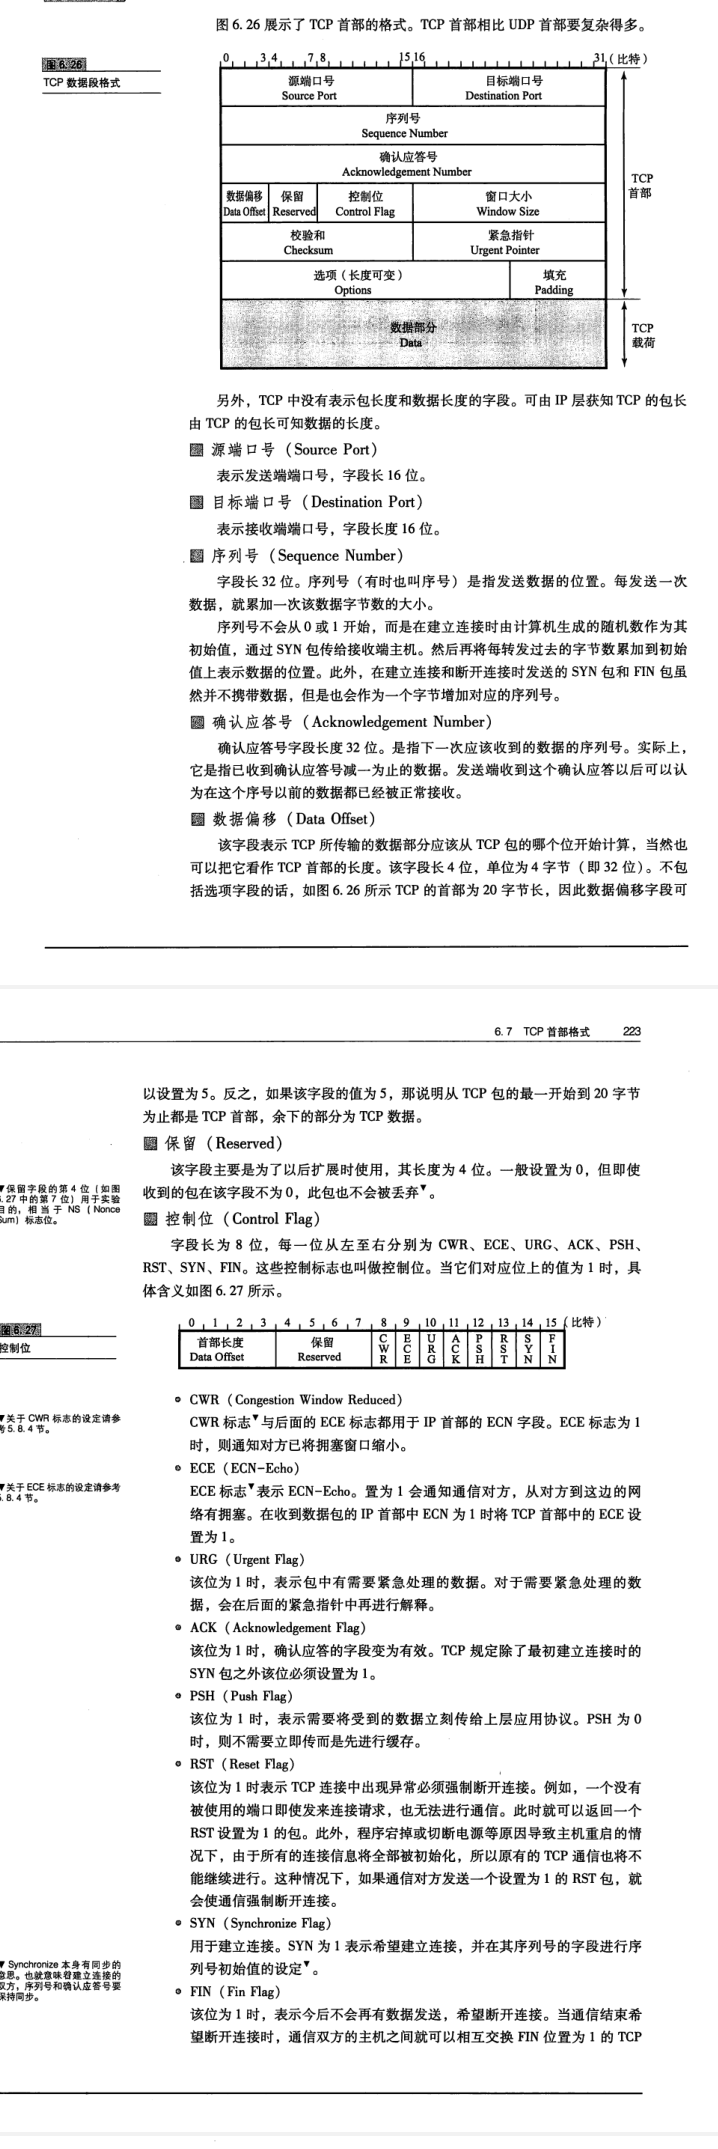 图6.26 展示了 TCP 首部的格式。TCP 首部相比 UDP 首部要复杂得多。
图6.26
TCP 数据段格式
0 3 4 7 8 15 16 31 (比特)
源端口号
Source Port
目标端口号
Destination Port
序列号
Sequence Number
确认应答号
Acknowledgement Number
数据偏移
Data Offset
保留
Reserved
控制位
Control Flag
窗口大小
Window Size
校验和
Checksum
紧急指针
Urgent Pointer
选项（长度可变）
Options
填充
Padding
数据部分
Data
TCP
首部
TCP
载荷
另外，TCP 中没有表示包长度和数据长度的字段。可由 IP 层获知 TCP 的包长
由 TCP 的包长可知数据的长度。
源端口号（Source Port）
表示发送端端口号，字段长 16 位。
目标端口号（Destination Port）
表示接收端端口号，字段长度 16 位。
序列号（Sequence Number）
字段长 32 位。序列号（有时也叫序号）是指发送数据的位置。每发送一次
数据，就累加一次该数据字节数的大小。
序列号不会从 0 或 1 开始，而是在建立连接时由计算机生成的随机数作为其
初始值，通过 SYN 包传给接收端主机。然后再将每转发过去的字节数累加到初始
值上表示数据的位置。此外，在建立连接和断开连接时发送的 SYN 包和 FIN 包虽
然并不携带数据，但是也会作为一个字节增加对应的序列号。
确认应答号（Acknowledgement Number）
确认应答号字段长度 32 位。是指下一次应该收到的数据的序列号。实际上，
它是指已收到确认应答号减一为止的数据。发送端收到这个确认应答以后可以认
为在这个序号以前的数据都已经被正常接收。
数据偏移（Data Offset）
该字段表示 TCP 所传输的数据部分应该从 TCP 包的哪个位开始计算，当然也
可以把它看作 TCP 首部的长度。该字段长 4 位，单位为 4 字节（即 32 位）。不包
括选项字段的话，如图 6.26 所示 TCP 的首部为 20 字节长，因此数据偏移字段可
6.7 TCP 首部格式 223
以设置为 5。反之，如果该字段的值为 5，那说明从 TCP 包的最一开始到 20 字节
为止都是 TCP 首部，余下的部分为 TCP 数据。
保留（Reserved）
该字段主要是为了以后扩展时使用，其长度为 4 位。一般设置为 0，但即使
收到的包在该字段不为 0，此包也不会被丢弃▼。
▼保留字段的第 4 位（如图
6.27 中的第 7 位）用于实验
目的，相当于 NS（Nonce
Sum）标志位。
控制位（Control Flag）
字段长为 8 位，每一位从左至右分别为 CWR、ECE、URG、ACK、PSH、
RST、SYN、FIN。这些控制标志也叫做控制位。当它们对应位上的值为 1 时，具
体含义如图 6.27 所示。
图6.27
控制位
0 1 2 3 4 5 6 7 8 9 10 11 12 13 14 15 (比特)
首部长度
Data Offset
保留
Reserved
CWR
ECE
URG
ACK
PSH
RST
SYN
FIN
CWR（Congestion Window Reduced）
CWR 标志▼与后面的 ECE 标志都用于 IP 首部的 ECN 字段。ECE 标志为 1
时，则通知对方已将拥塞窗口缩小。
▼关于 CWR 标志的设定请参
考 5.8.4 节。
ECE（ECN-Echo）
ECE 标志▼表示 ECN-Echo。置为 1 会通知通信对方，从对方到这边的网
络有拥塞。在收到数据包的 IP 首部中 ECN 为 1 时将 TCP 首部中的 ECE 设
置为 1。
▼关于 ECE 标志的设定请参考
5.8.4 节。
URG（Urgent Flag）
该位为 1 时，表示包中有需要紧急处理的数据。对于需要紧急处理的数
据，会在后面的紧急指针中再进行解释。
ACK（Acknowledgement Flag）
该位为 1 时，确认应答的字段变为有效。TCP 规定除了最初建立连接时的
SYN 包之外该位必须设置为 1。
PSH（Push Flag）
该位为 1 时，表示需要将受到的数据立刻传给上层应用协议。PSH 为 0
时，则不需要立即传而是先进行缓存。
RST（Reset Flag）
该位为 1 时表示 TCP 连接中出现异常必须强制断开连接。例如，一个没有
被使用的端口即使发来连接请求，也无法进行通信。此时就可以返回一个
RST 设置为 1 的包。此外，程序宕掉或切断电源等原因导致主机重启的情
况下，由于所有的连接信息将全部被初始化，所以原有的 TCP 通信也将不
能继续进行。这种情况下，如果通信对方发送一个设置为 1 的 RST 包，就
会使通信强制断开连接。
SYN（Synchronize Flag）
用于建立连接。SYN 为 1 表示希望建立连接，并在其序列号的字段进行序
列号初始值的设定▼。
▼ Synchronize 本身有同步的
意思。也就意味着建立连接的
双方，序列号和确认应答号要
保持同步。
FIN（Fin Flag）
该位为 1 时，表示今后不会再有数据发送，希望断开连接。当通信结束希
望断开连接时，通信双方的主机之间就可以相互交换 FIN 位置为 1 的 TCP